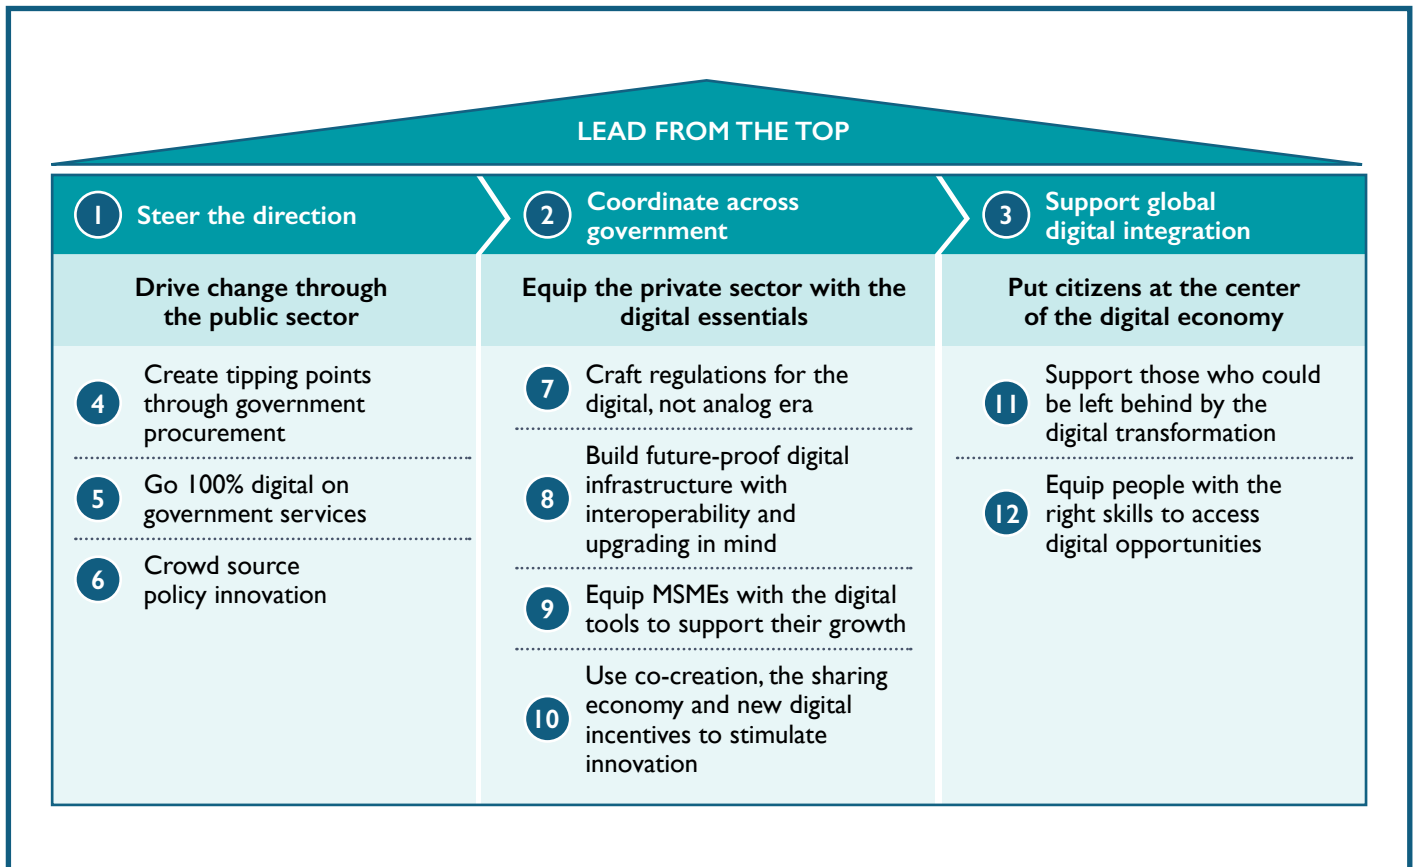 LEAD FROM THE TOP
1 Steer the direction
2 Coordinate across
government
3 Support global
digital integration
Drive change through
the public sector
4 Create tipping points
through government
procurement
5 Go 100% digital on
government services
6 Crowd source
policy innovation
Equip the private sector with the
digital essentials
7 Craft regulations for the
digital, not analog era
8 Build future-proof digital
infrastructure with
interoperability and
upgrading in mind
9 Equip MSMEs with the digital
tools to support their growth
10 Use co-creation, the sharing
economy and new digital
incentives to stimulate
innovation
Put citizens at the center
of the digital economy
11 Support those who could
be left behind by the
digital transformation
12 Equip people with the
right skills to access
digital opportunities